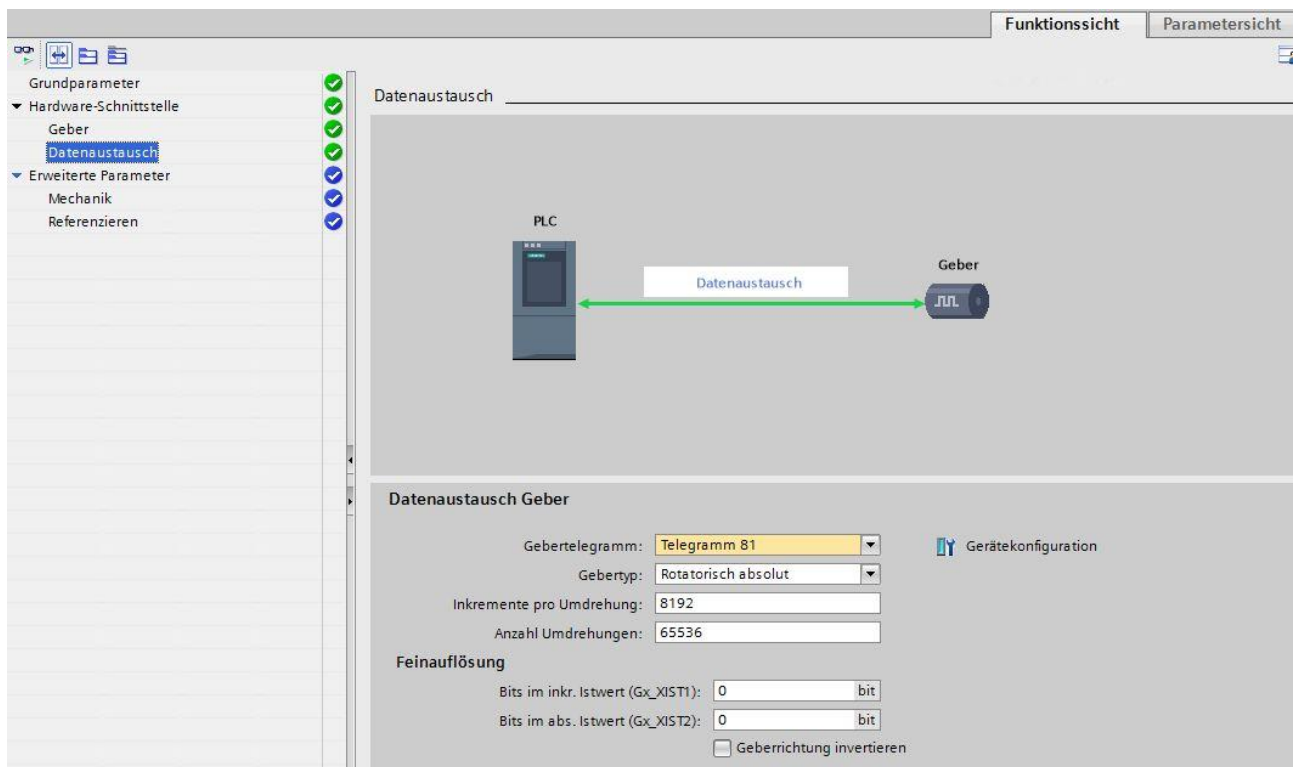 Funktionssicht
Parametersicht
Grundparameter
Hardware-Schnittstelle
Geber
Datenaustausch
Erweiterte Parameter
Mechanik
Referenzieren
Datenaustausch
PLC
Datenaustausch
Geber
Datenaustausch Geber
Gebertelegramm: Telegramm 81
Gerätekonfiguration
Gebertyp: Rotatorisch absolut
Inkremente pro Umdrehung: 8192
Anzahl Umdrehungen: 65536
Feinauflösung
Bits im inkr. Istwert (Gx_XIST1): 0 bit
Bits im abs. Istwert (Gx_XIST2): 0 bit
Geberrichtung invertieren